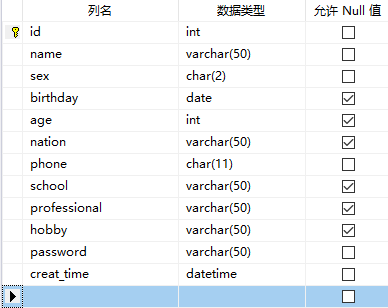 列名 数据类型 允许 Null 值
id int
name varchar(50)
sex char(2)
birthday date
age int
nation varchar(50)
phone char(11)
school varchar(50)
professional varchar(50)
hobby varchar(50)
password varchar(50)
creat_time datetime